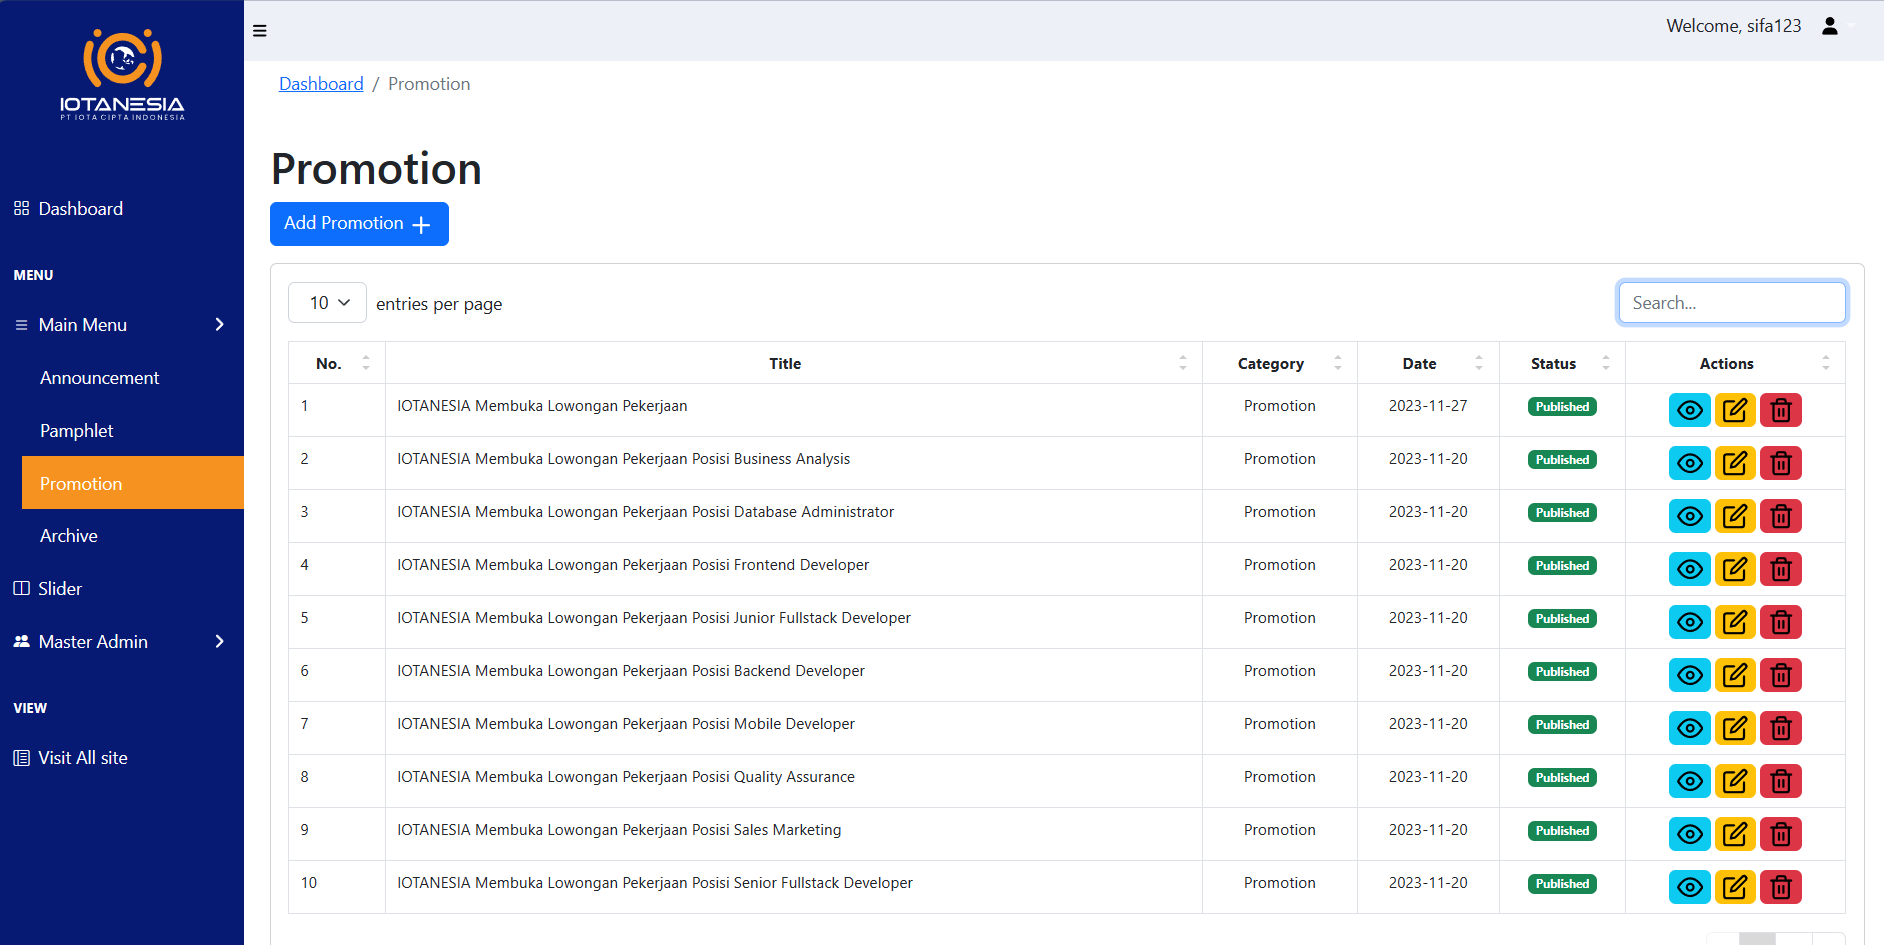 IOTANESIA
PT IOTA CIPTA INDONESIA
Welcome, sifa123
Dashboard / Promotion
Dashboard
MENU
Main Menu
Announcement
Pamphlet
Promotion
Archive
Slider
Master Admin
VIEW
Visit All site
Promotion
Add Promotion
10 entries per page
Search...
No. Title Category Date Status Actions
1 IOTANESIA Membuka Lowongan Pekerjaan Promotion 2023-11-27 Published
2 IOTANESIA Membuka Lowongan Pekerjaan Posisi Business Analysis Promotion 2023-11-20 Published
3 IOTANESIA Membuka Lowongan Pekerjaan Posisi Database Administrator Promotion 2023-11-20 Published
4 IOTANESIA Membuka Lowongan Pekerjaan Posisi Frontend Developer Promotion 2023-11-20 Published
5 IOTANESIA Membuka Lowongan Pekerjaan Posisi Junior Fullstack Developer Promotion 2023-11-20 Published
6 IOTANESIA Membuka Lowongan Pekerjaan Posisi Backend Developer Promotion 2023-11-20 Published
7 IOTANESIA Membuka Lowongan Pekerjaan Posisi Mobile Developer Promotion 2023-11-20 Published
8 IOTANESIA Membuka Lowongan Pekerjaan Posisi Quality Assurance Promotion 2023-11-20 Published
9 IOTANESIA Membuka Lowongan Pekerjaan Posisi Sales Marketing Promotion 2023-11-20 Published
10 IOTANESIA Membuka Lowongan Pekerjaan Posisi Senior Fullstack Developer Promotion 2023-11-20 Published